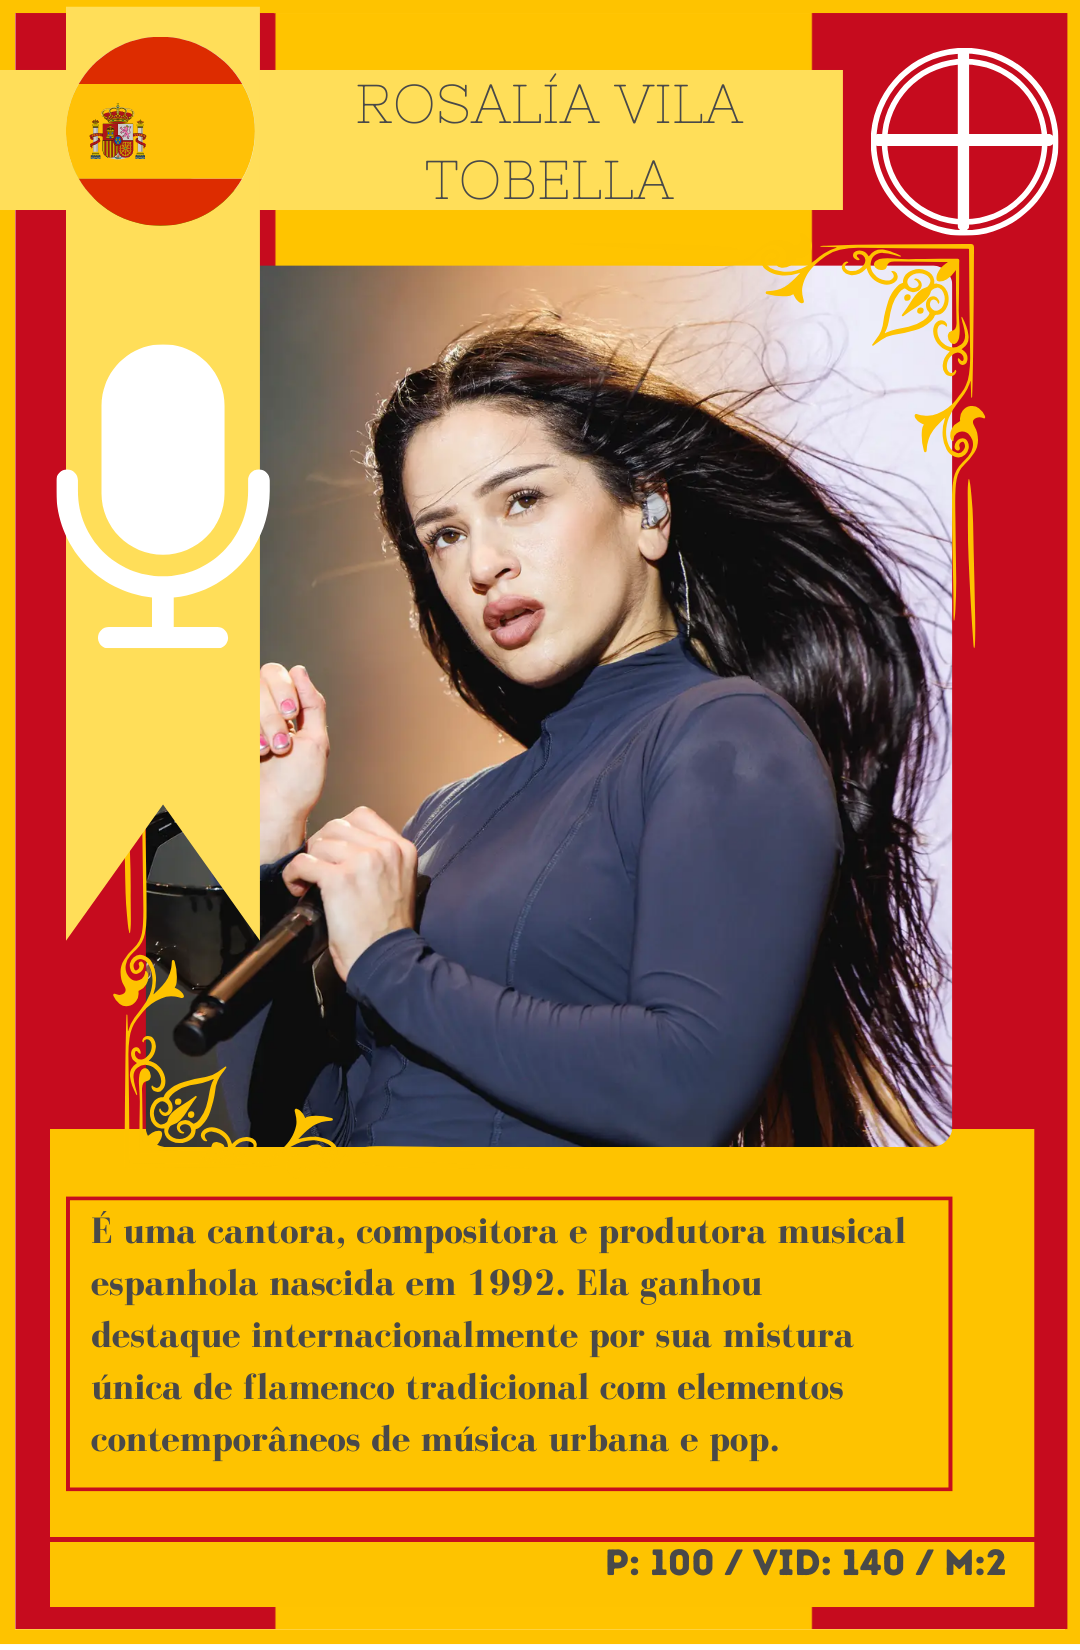 ROSALÍA VILA
TOBELLA
É uma cantora, compositora e produtora musical
espanhola nascida em 1992. Ela ganhou
destaque internacionalmente por sua mistura
única de flamenco tradicional com elementos
contemporâneos de música urbana e pop.
P: 100 / VID: 140 / M:2